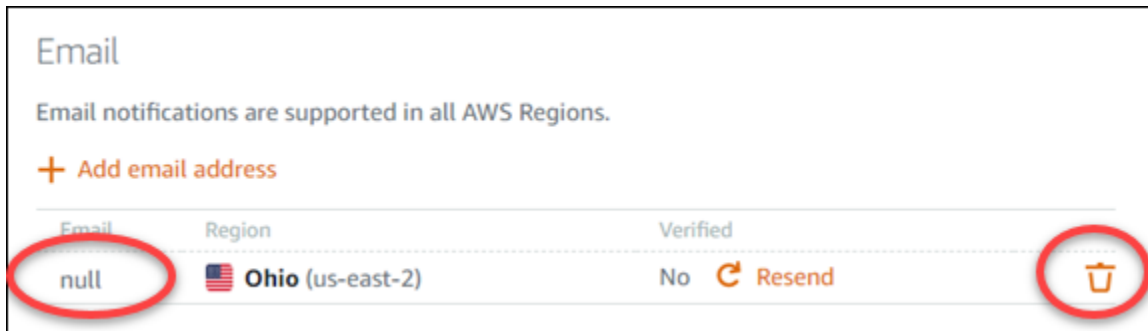 Email
Email notifications are supported in all AWS Regions.
+ Add email address
Email Region Verified
null Ohio (us-east-2) No Resend